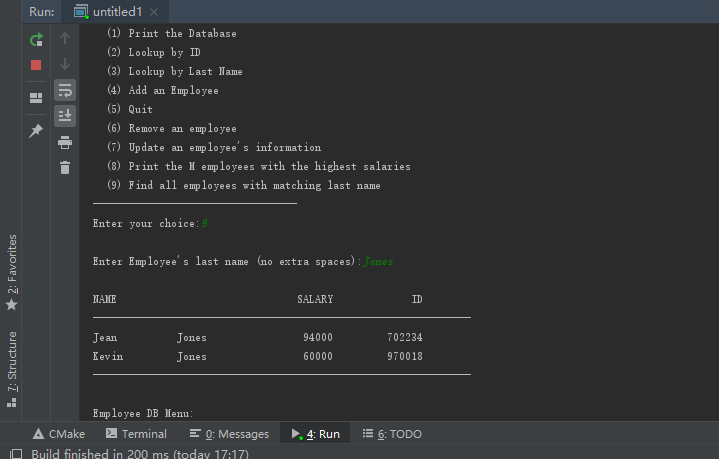 Run: untitled1
(1) Print the Database
(2) Lookup by ID
(3) Lookup by Last Name
(4) Add an Employee
(5) Quit
(6) Remove an employee
(7) Update an employee's information
(8) Print the M employees with the highest salaries
(9) Find all employees with matching last name
Enter your choice:9
Enter Employee's last name (no extra spaces):Jones
NAME SALARY ID
Jean Jones 94000 702234
Kevin Jones 60000 970018
Employee DB Menu:
2: Favorites
7: Structure
CMake Terminal 0: Messages 4: Run 6: TODO
Build finished in 200 ms (today 17:17)